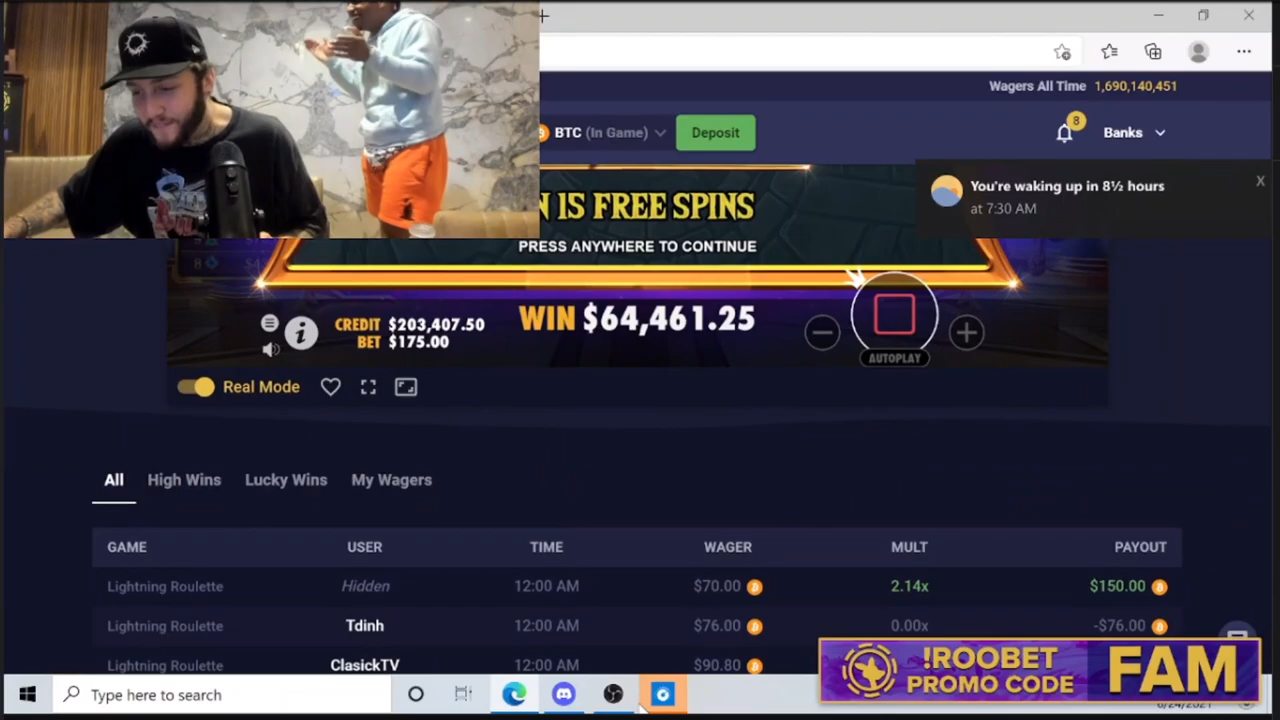 Wagers All Time 1,690,140,451
BTC (In Game)
Deposit
8
Banks
You're waking up in 8½ hours
X
at 7:30 AM
N 15 FREE SPINS
PRESS ANYWHERE TO CONTINUE
CREDIT $203,407.50
BET $175.00
WIN $64,461.25
AUTOPLAY
Real Mode
All High Wins Lucky Wins My Wagers
GAME USER TIME WAGER MULT PAYOUT
Lightning Roulette Hidden 12:00 AM $70.00 2.14x $150.00
Lightning Roulette Tdinh 12:00 AM $76.00 0.00x -$76.00
Lightning Roulette ClasickTV 12:00 AM $90.80
!ROOBET
PROMO CODE
FAM
Type here to search